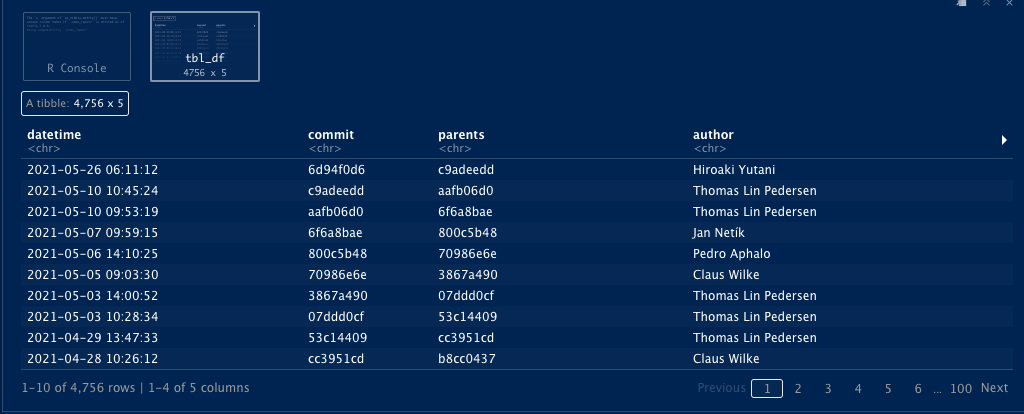 R Console
tbl_df
4756 x 5
A tibble: 4,756 x 5
datetime commit parents author
<chr> <chr> <chr> <chr>
2021-05-26 06:11:12 6d94f0d6 c9adeedd Hiroaki Yutani
2021-05-10 10:45:24 c9adeedd aafb06d0 Thomas Lin Pedersen
2021-05-10 09:53:19 aafb06d0 6f6a8bae Thomas Lin Pedersen
2021-05-07 09:59:15 6f6a8bae 800c5b48 Jan Netík
2021-05-06 14:10:25 800c5b48 70986e6e Pedro Aphalo
2021-05-05 09:03:30 70986e6e 3867a490 Claus Wilke
2021-05-03 14:00:52 3867a490 07ddd0cf Thomas Lin Pedersen
2021-05-03 10:28:34 07ddd0cf 53c14409 Thomas Lin Pedersen
2021-04-29 13:47:33 53c14409 cc3951cd Thomas Lin Pedersen
2021-04-28 10:26:12 cc3951cd b8cc0437 Claus Wilke
1-10 of 4,756 rows | 1-4 of 5 columns Previous 1 2 3 4 5 6 ... 100 Next